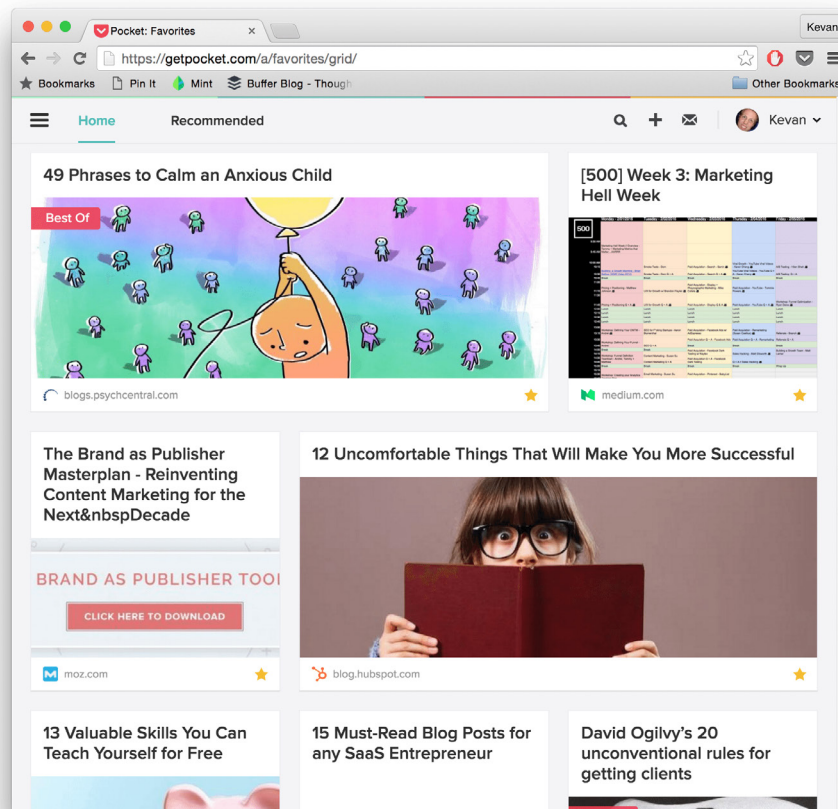 Pocket: Favorites
Kevan
https://getpocket.com/a/favorites/grid/
Bookmarks
Pin It
Mint
Buffer Blog - Though
Other Bookmarks
Home
Recommended
Kevan
49 Phrases to Calm an Anxious Child
Best Of
blogs.psychcentral.com
[500] Week 3: Marketing
Hell Week
500
medium.com
The Brand as Publisher
Masterplan - Reinventing
Content Marketing for the
Next&nbspDecade
BRAND AS PUBLISHER TOO
CLICK HERE TO DOWNLOAD
moz.com
12 Uncomfortable Things That Will Make You More Successful
blog.hubspot.com
13 Valuable Skills You Can
Teach Yourself for Free
15 Must-Read Blog Posts for
any SaaS Entrepreneur
David Ogilvy's 20
unconventional rules for
getting clients